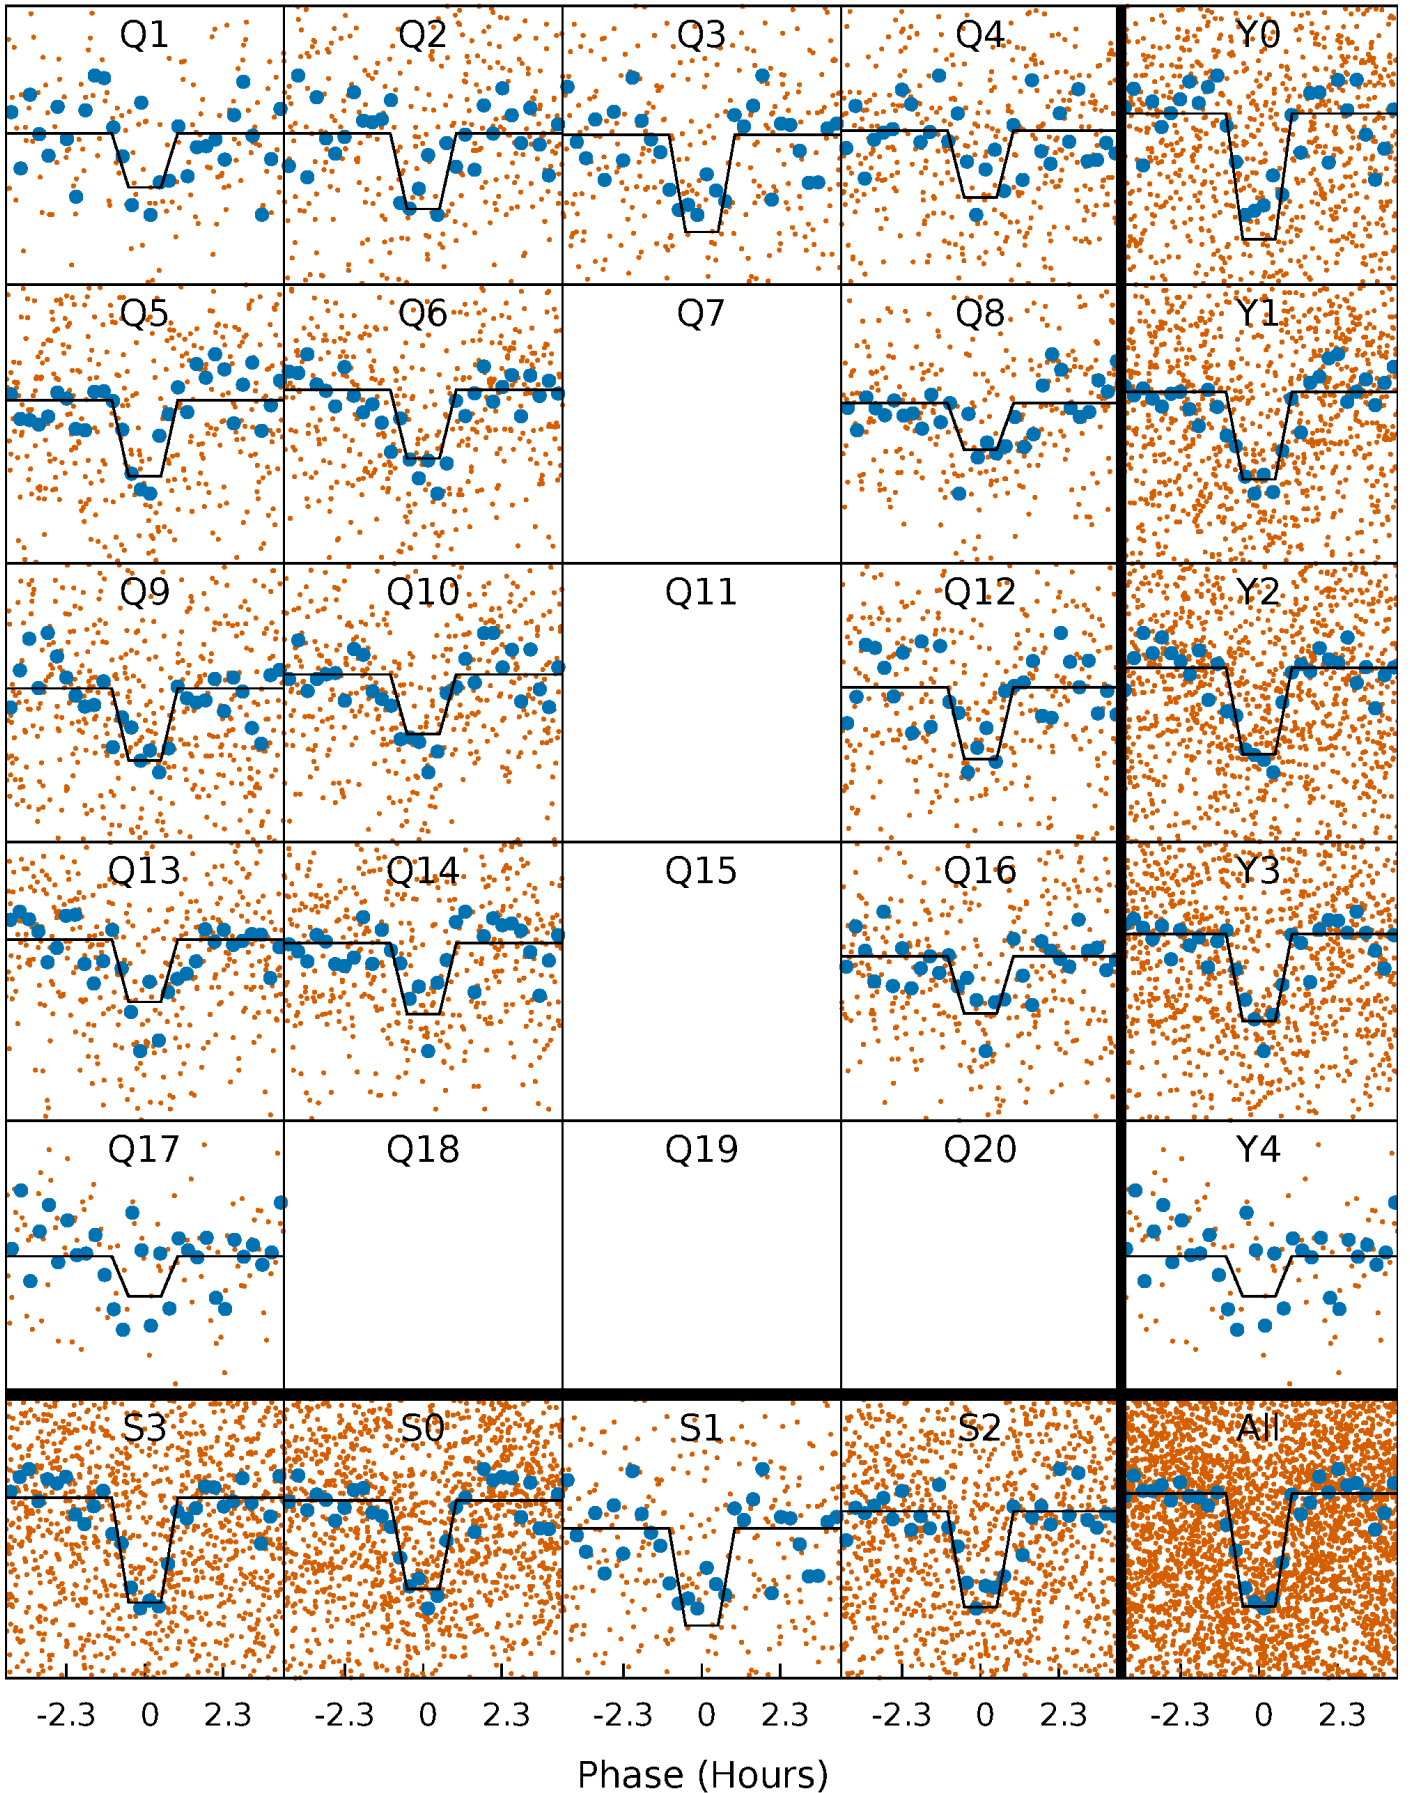 Q1 Q2 Q3 Q4 Y0
Q5 Q6 Q7 Q8 Y1
Q9 Q10 Q11 Q12 Y2
Q13 Q14 Q15 Q16 Y3
Q17 Q18 Q19 Q20 Y4
S3 S0 S1 S2 All
-2.3 0 2.3 -2.3 0 2.3 -2.3 0 2.3 -2.3 0 2.3 -2.3 0 2.3
Phase (Hours)